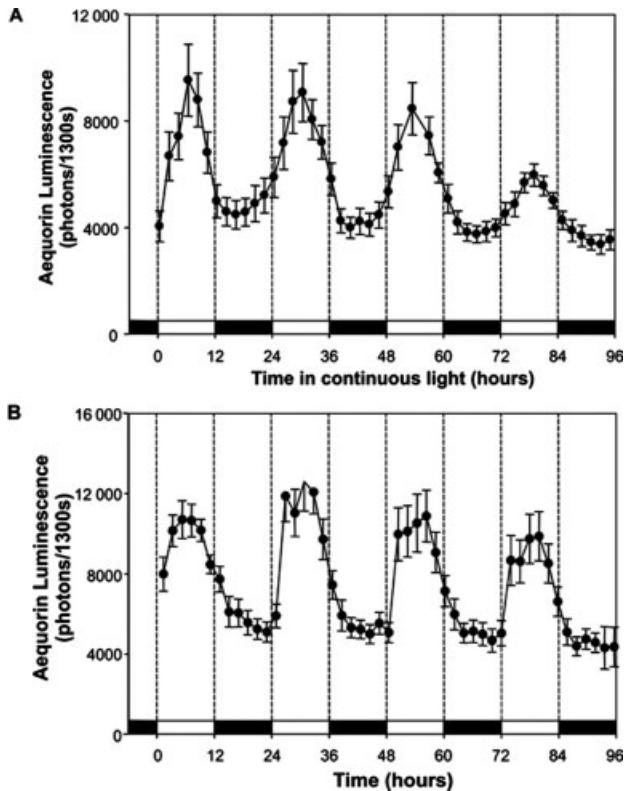 A
12 000
8000
4000
0
Aequorin Luminescence
(photons/1300s)
0 12 24 36 48 60 72 84 96
Time in continuous light (hours)
B
16 000
12 000
8000
4000
0
Aequorin Luminescence
(photons/1300s)
0 12 24 36 48 60 72 84 96
Time (hours)